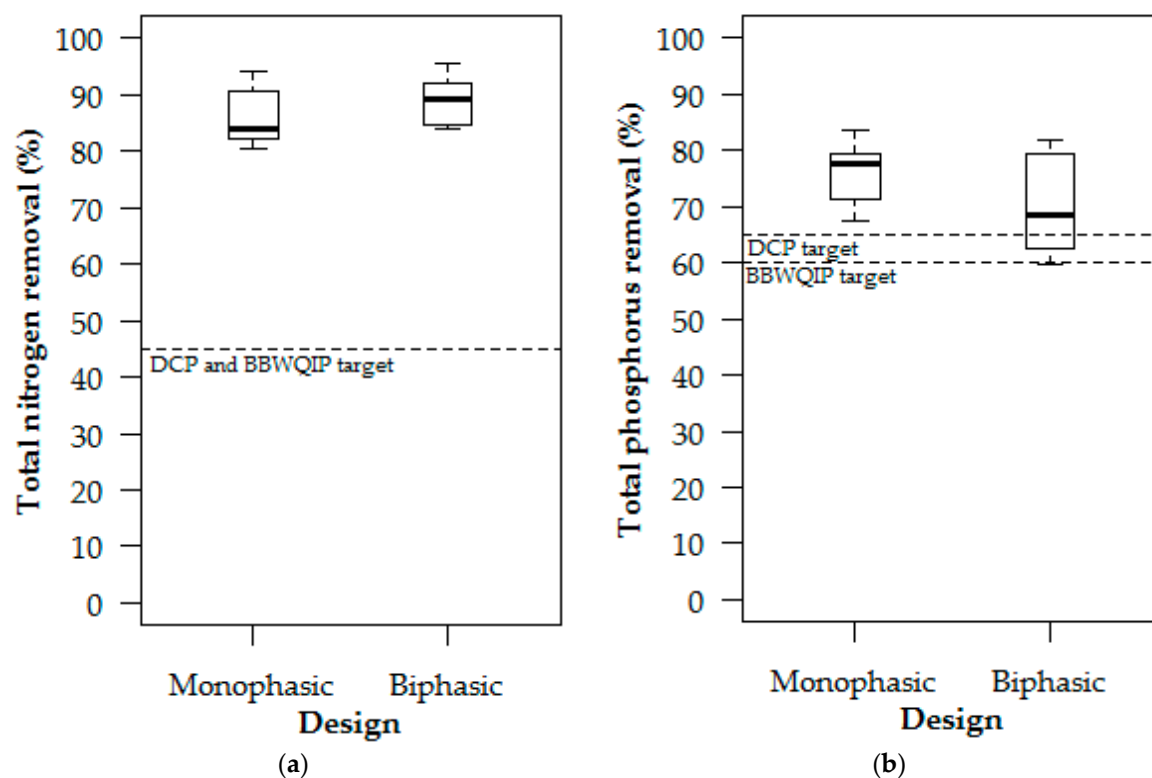 Total nitrogen removal (%)
100
90
80
70
60
50
40
30
20
10
0
DCP and BBWQIP target
Monophasic Biphasic
Design
(a)
Total phosphorus removal (%)
100
90
80
70
60
50
40
30
20
10
0
DCP target
BBWQIP target
Monophasic Biphasic
Design
(b)